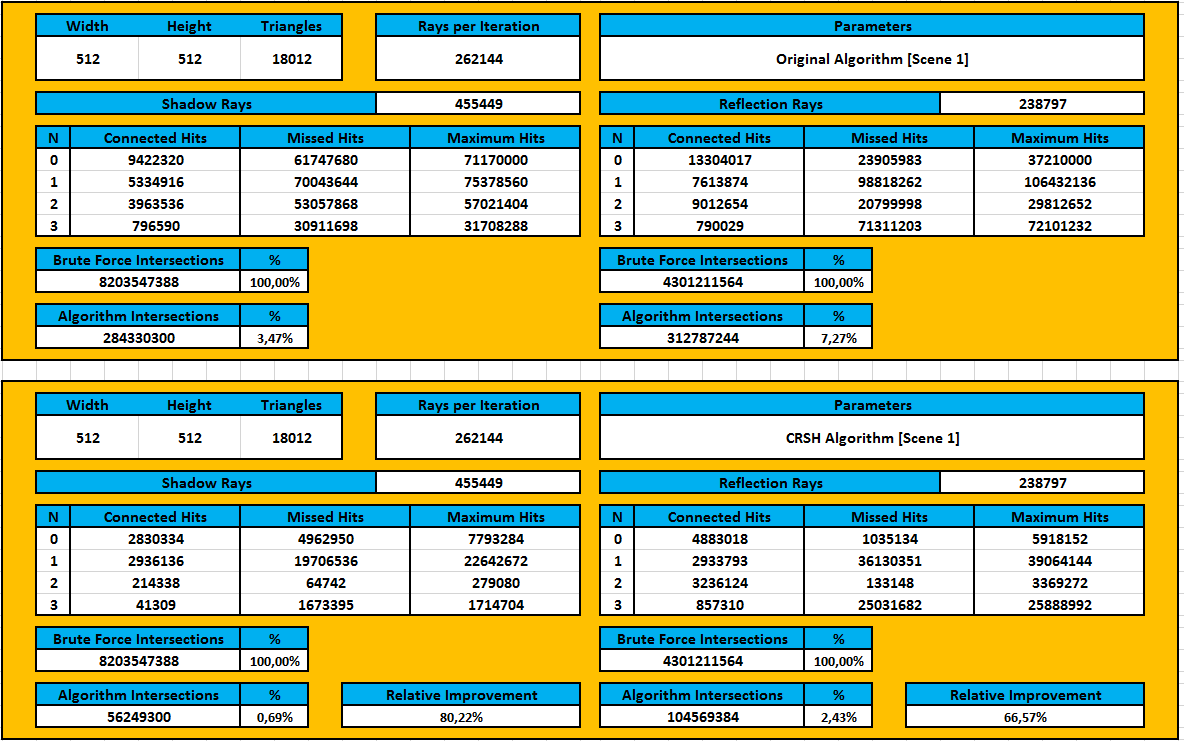 Width Height Triangles Rays per Iteration Parameters
512 512 18012 262144 Original Algorithm [Scene 1]
Shadow Rays 455449 Reflection Rays 238797
N Connected Hits Missed Hits Maximum Hits N Connected Hits Missed Hits Maximum Hits
0 9422320 61747680 71170000 0 13304017 23905983 37210000
1 5334916 70043644 75378560 1 7613874 98818262 106432136
2 3963536 53057868 57021404 2 9012654 20799998 29812652
3 796590 30911698 31708288 3 790029 71311203 72101232
Brute Force Intersections % Brute Force Intersections %
8203547388 100,00% 4301211564 100,00%
Algorithm Intersections % Algorithm Intersections %
284330300 3,47% 312787244 7,27%
Width Height Triangles Rays per Iteration Parameters
512 512 18012 262144 CRSH Algorithm [Scene 1]
Shadow Rays 455449 Reflection Rays 238797
N Connected Hits Missed Hits Maximum Hits N Connected Hits Missed Hits Maximum Hits
0 2830334 4962950 7793284 0 4883018 1035134 5918152
1 2936136 19706536 22642672 1 2933793 36130351 39064144
2 214338 64742 279080 2 3236124 133148 3369272
3 41309 1673395 1714704 3 857310 25031682 25888992
Brute Force Intersections % Brute Force Intersections %
8203547388 100,00% 4301211564 100,00%
Algorithm Intersections % Relative Improvement Algorithm Intersections % Relative Improvement
56249300 0,69% 80,22% 104569384 2,43% 66,57%